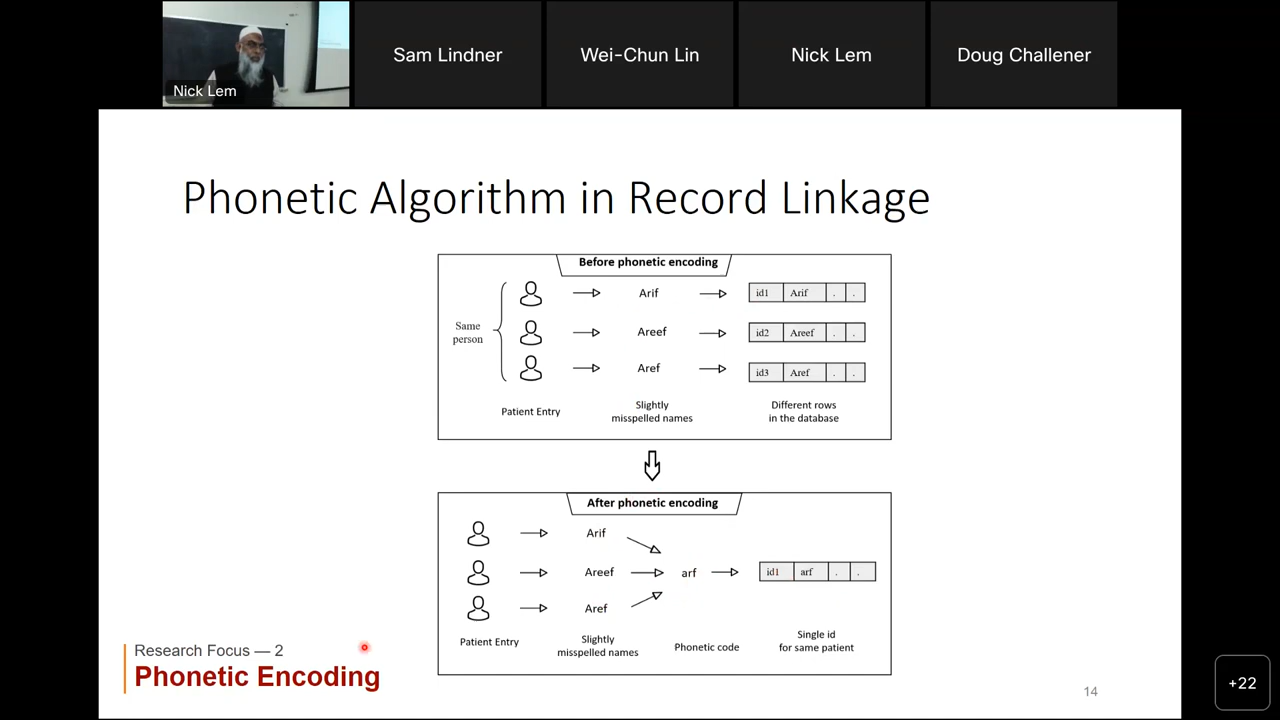 Nick Lem
Sam Lindner
Wei-Chun Lin
Nick Lem
Doug Challener
Phonetic Algorithm in Record Linkage
Before phonetic encoding
Same
person
Arif
id1 Arif . .
Areef
id2 Areef . .
Aref
id3 Aref . .
Patient Entry
Slightly
misspelled names
Different rows
in the database
After phonetic encoding
Arif
Areef
Aref
arf
id1 arf . .
Patient Entry
Slightly
misspelled names
Phonetic code
Single id
for same patient
Research Focus — 2
Phonetic Encoding
14
+22